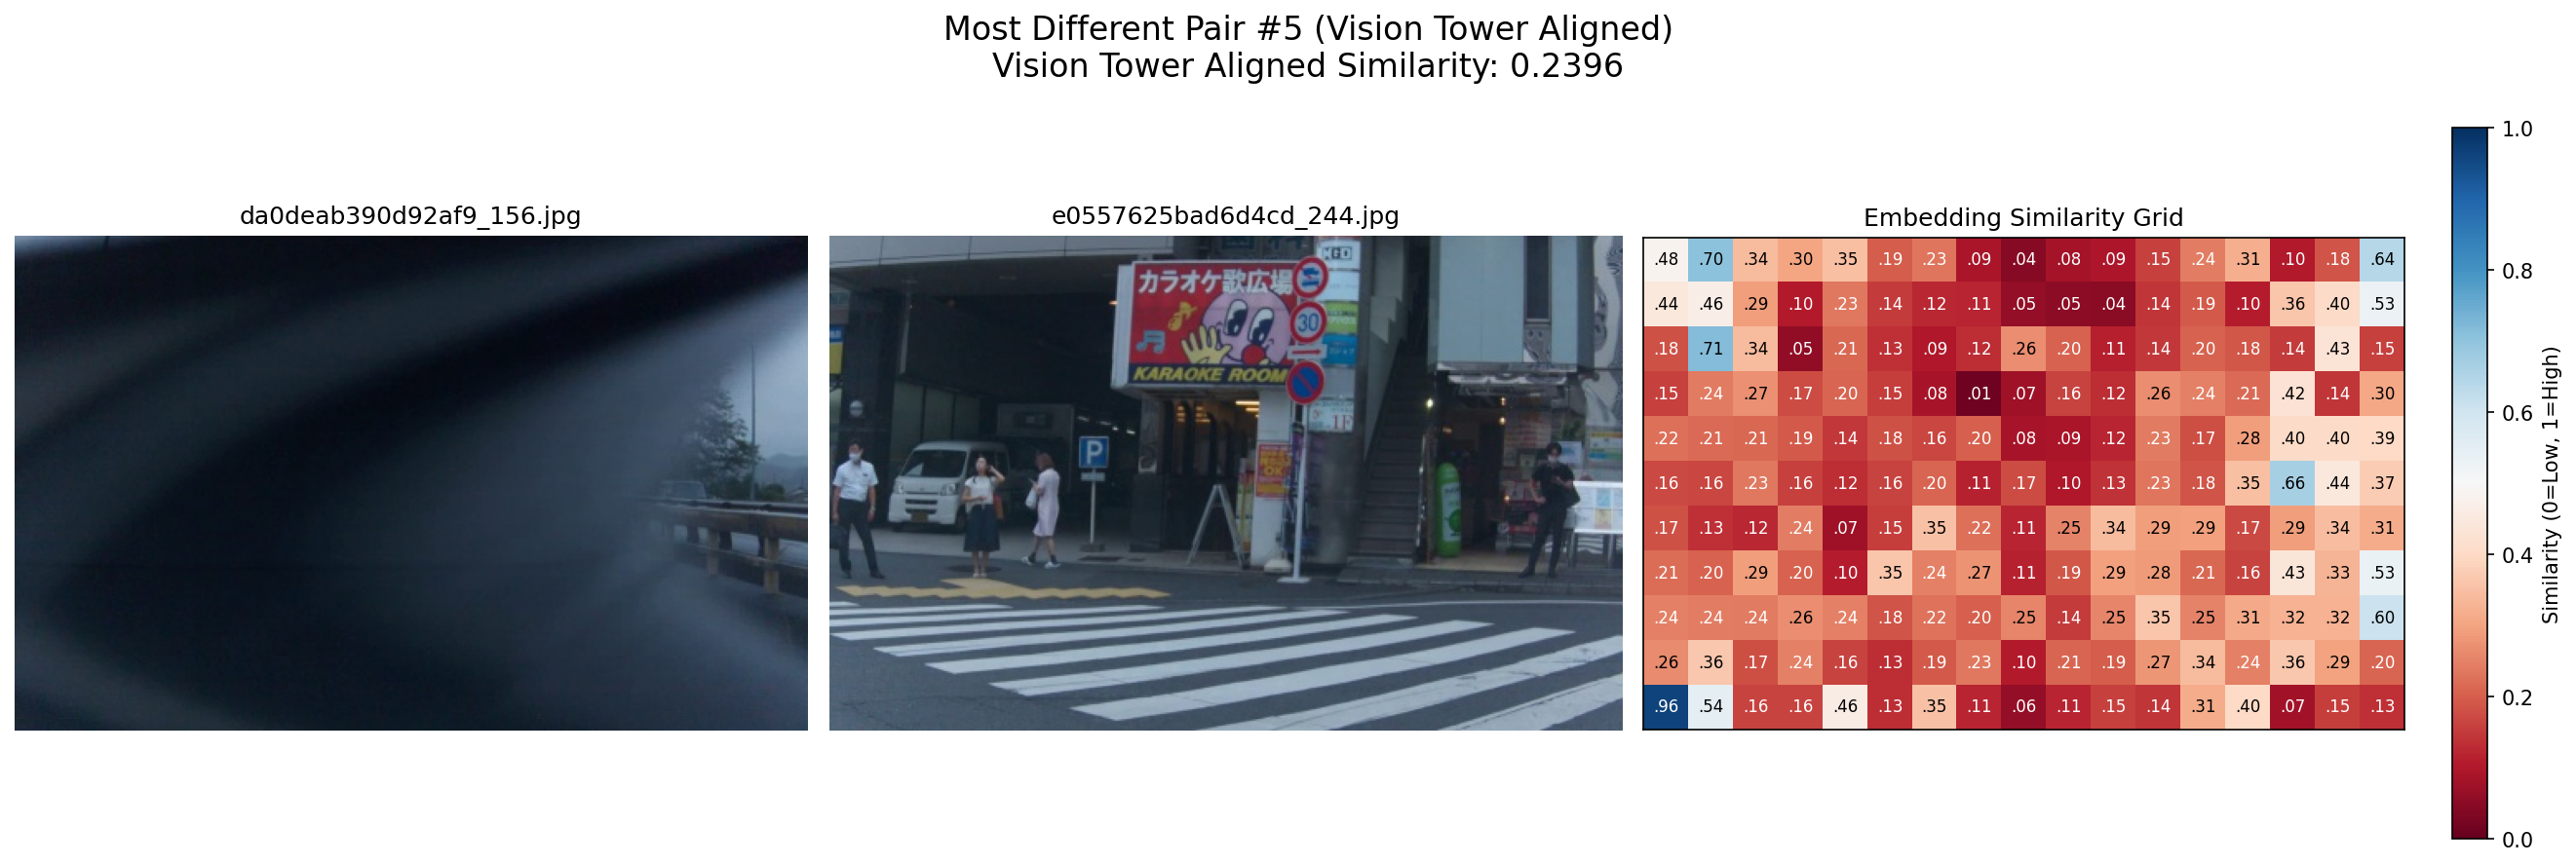 Most Different Pair #5 (Vision Tower Aligned)
Vision Tower Aligned Similarity: 0.2396
da0deab390d92af9_156.jpg
e0557625bad6d4cd_244.jpg
カラオケ歌広場
30
KARAOKE ROOM
P
1F
Embedding Similarity Grid
.48 .70 .34 .30 .35 .19 .23 .09 .04 .08 .09 .15 .24 .31 .10 .18 .64
.44 .46 .29 .10 .23 .14 .12 .11 .05 .05 .04 .14 .19 .10 .36 .40 .53
.18 .71 .34 .05 .21 .13 .09 .12 .26 .20 .11 .14 .20 .18 .14 .43 .15
.15 .24 .27 .17 .20 .15 .08 .01 .07 .16 .12 .26 .24 .21 .42 .14 .30
.22 .21 .21 .19 .14 .18 .16 .20 .08 .09 .12 .23 .17 .28 .40 .40 .39
.16 .16 .23 .16 .12 .16 .20 .11 .17 .10 .13 .23 .18 .35 .66 .44 .37
.17 .13 .12 .24 .07 .15 .35 .22 .11 .25 .34 .29 .29 .17 .29 .34 .31
.21 .20 .29 .20 .10 .35 .24 .27 .11 .19 .29 .28 .21 .16 .43 .33 .53
.24 .24 .24 .26 .24 .18 .22 .20 .25 .14 .25 .35 .25 .31 .32 .32 .60
.26 .36 .17 .24 .16 .13 .19 .23 .10 .21 .19 .27 .34 .24 .36 .29 .20
.96 .54 .16 .16 .46 .13 .35 .11 .06 .11 .15 .14 .31 .40 .07 .15 .13
1.0
0.8
0.6
0.4
0.2
0.0
Similarity (0=Low, 1=High)